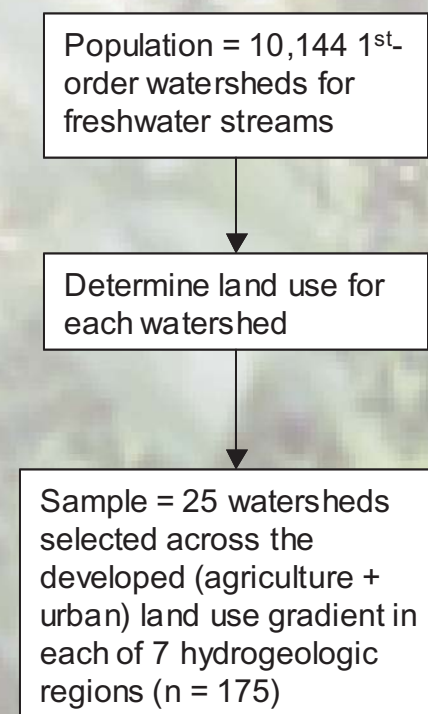 Population = 10,144 1st-
order watersheds for
freshwater streams
Determine land use for
each watershed
Sample = 25 watersheds
selected across the
developed (agriculture +
urban) land use gradient in
each of 7 hydrogeologic
regions (n = 175)